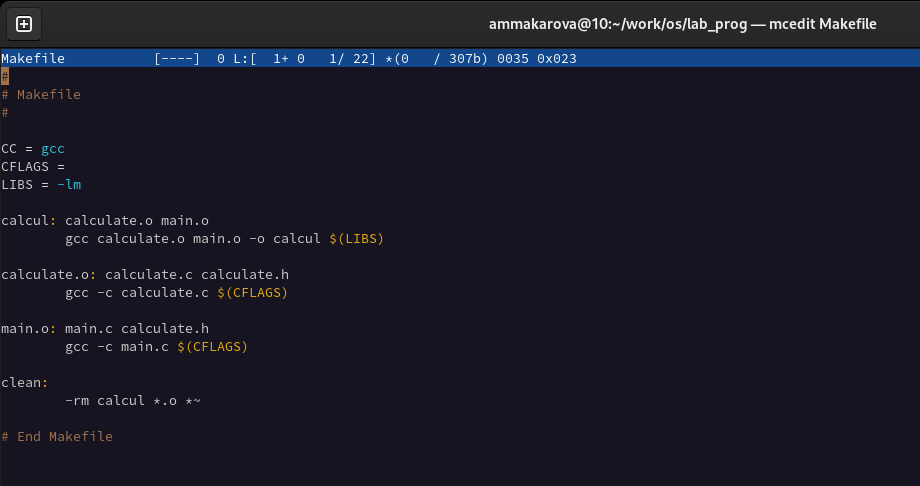 ammakarova@10:~/work/os/lab_prog — mcedit Makefile
Makefile           [----]  0 L:[  1+ 0   1/ 22] *(0   / 307b) 0035 0x023
#
# Makefile
#
CC = gcc
CFLAGS =
LIBS = -lm
calcul: calculate.o main.o
        gcc calculate.o main.o -o calcul $(LIBS)
calculate.o: calculate.c calculate.h
        gcc -c calculate.c $(CFLAGS)
main.o: main.c calculate.h
        gcc -c main.c $(CFLAGS)
clean:
        -rm calcul *.o *~
# End Makefile